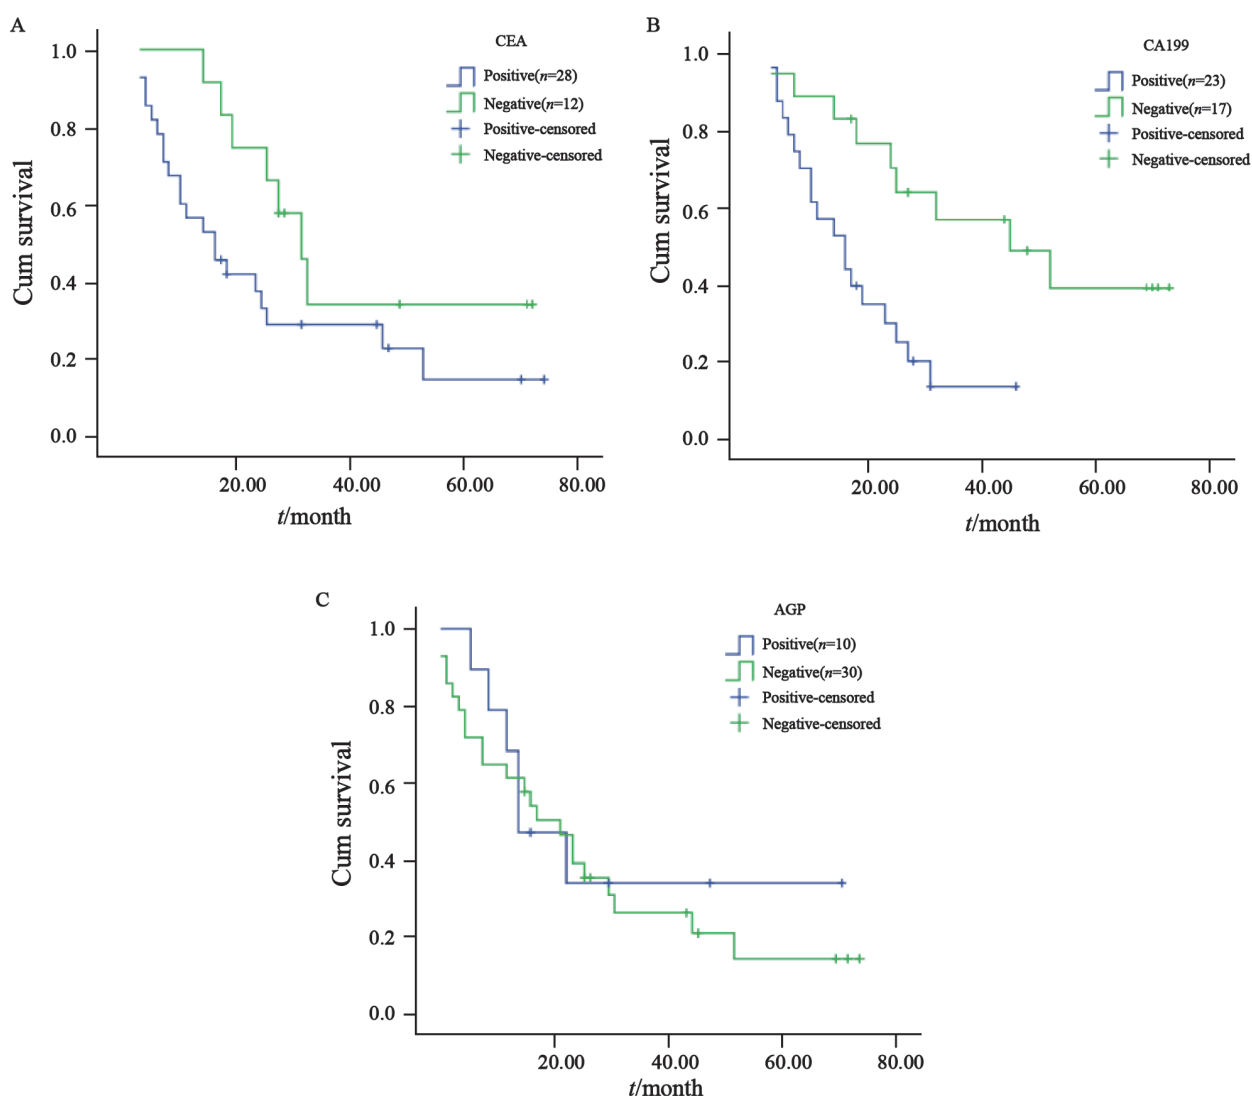 A
CEA
Positive(n=28)
Negative(n=12)
Positive-censored
Negative-censored
Cum survival
1.0
0.8
0.6
0.4
0.2
0.0
20.00 40.00 60.00 80.00
t/month
B
CA199
Positive(n=23)
Negative(n=17)
Positive-censored
Negative-censored
Cum survival
1.0
0.8
0.6
0.4
0.2
0.0
20.00 40.00 60.00 80.00
t/month
C
AGP
Positive(n=10)
Negative(n=30)
Positive-censored
Negative-censored
Cum survival
1.0
0.8
0.6
0.4
0.2
0.0
20.00 40.00 60.00 80.00
t/month